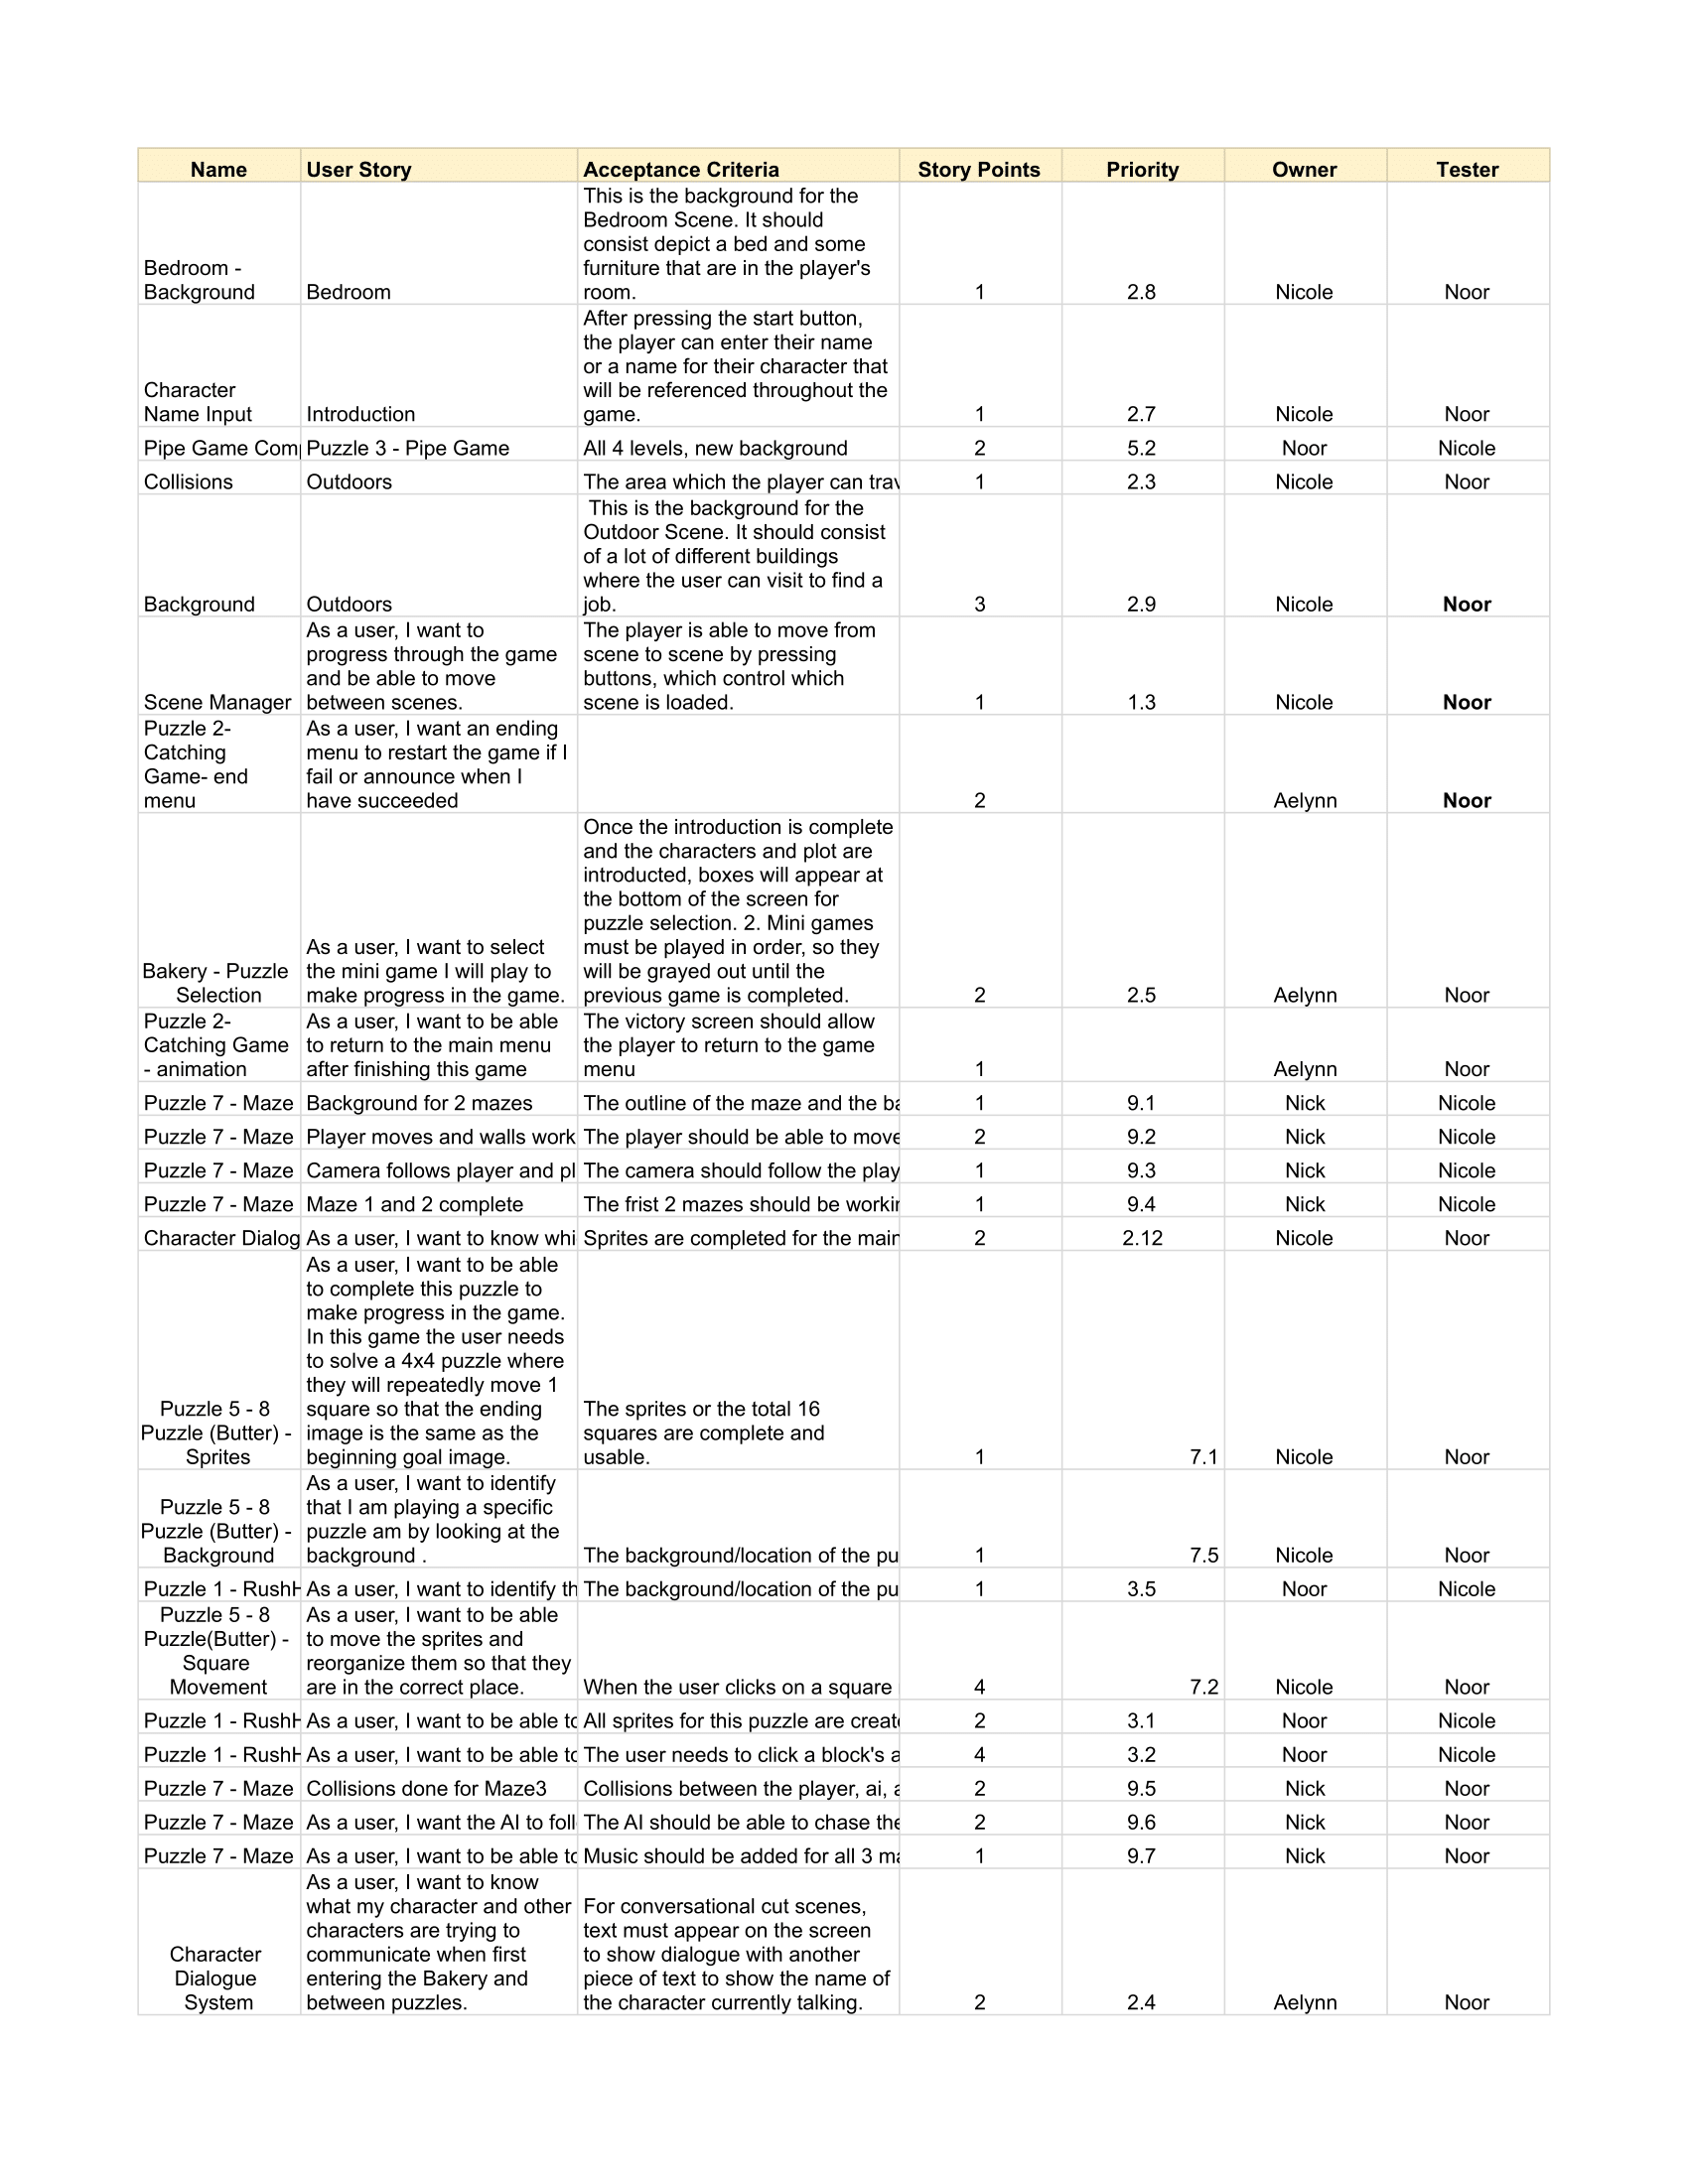 Name User Story Acceptance Criteria Story Points Priority Owner Tester
This is the background for the
Bedroom Scene. It should
consist depict a bed and some
furniture that are in the player's
room.
Bedroom -
Background
Bedroom
1 2.8 Nicole Noor
After pressing the start button,
the player can enter their name
or a name for their character that
will be referenced throughout the
game.
Character
Name Input
Introduction
1 2.7 Nicole Noor
Pipe Game Com Puzzle 3 - Pipe Game All 4 levels, new background 2 5.2 Noor Nicole
Collisions Outdoors The area which the player can trav 1 2.3 Nicole Noor
This is the background for the
Outdoor Scene. It should consist
of a lot of different buildings
where the user can visit to find a
job.
Background Outdoors
3 2.9 Nicole Noor
Scene Manager
As a user, I want to
progress through the game
and be able to move
between scenes.
The player is able to move from
scene to scene by pressing
buttons, which control which
scene is loaded.
1 1.3 Nicole Noor
Puzzle 2-
Catching
Game- end
menu
As a user, I want an ending
menu to restart the game if I
fail or announce when I
have succeeded
2 Aelynn Noor
Bakery - Puzzle
Selection
As a user, I want to select
the mini game I will play to
make progress in the game.
Once the introduction is complete
and the characters and plot are
introducted, boxes will appear at
the bottom of the screen for
puzzle selection. 2. Mini games
must be played in order, so they
will be grayed out until the
previous game is completed.
2 2.5 Aelynn Noor
Puzzle 2-
Catching Game
- animation
As a user, I want to be able
to return to the main menu
after finishing this game
The victory screen should allow
the player to return to the game
menu
1 Aelynn Noor
Puzzle 7 - Maze Background for 2 mazes The outline of the maze and the ba 1 9.1 Nick Nicole
Puzzle 7 - Maze Player moves and walls work The player should be able to move 2 9.2 Nick Nicole
Puzzle 7 - Maze Camera follows player and pl The camera should follow the play 1 9.3 Nick Nicole
Puzzle 7 - Maze Maze 1 and 2 complete The frist 2 mazes should be workin 1 9.4 Nick Nicole
Character Dialog As a user, I want to know whi Sprites are completed for the main 2 2.12 Nicole Noor
Puzzle 5 - 8
Puzzle (Butter) -
Sprites
As a user, I want to be able
to complete this puzzle to
make progress in the game.
In this game the user needs
to solve a 4x4 puzzle where
they will repeatedly move 1
square so that the ending
image is the same as the
beginning goal image.
The sprites or the total 16
squares are complete and
usable.
1 7.1 Nicole Noor
Puzzle 5 - 8
Puzzle (Butter) -
Background
As a user, I want to identify
that I am playing a specific
puzzle am by looking at the
background .
The background/location of the pu
1 7.5 Nicole Noor
Puzzle 1 - RushH As a user, I want to identify th The background/location of the pu 1 3.5 Noor Nicole
Puzzle 5 - 8
Puzzle(Butter) -
Square
Movement
As a user, I want to be able
to move the sprites and
reorganize them so that they
are in the correct place.
When the user clicks on a square
4 7.2 Nicole Noor
Puzzle 1 - RushH As a user, I want to be able to All sprites for this puzzle are create 2 3.1 Noor Nicole
Puzzle 1 - RushH As a user, I want to be able to The user needs to click a block's a 4 3.2 Noor Nicole
Puzzle 7 - Maze Collisions done for Maze3 Collisions between the player, ai, a 2 9.5 Nick Noor
Puzzle 7 - Maze As a user, I want the AI to foll The AI should be able to chase the 2 9.6 Nick Noor
Puzzle 7 - Maze As a user, I want to be able to Music should be added for all 3 ma 1 9.7 Nick Noor
Character
Dialogue
System
As a user, I want to know
what my character and other
characters are trying to
communicate when first
entering the Bakery and
between puzzles.
For conversational cut scenes,
text must appear on the screen
to show dialogue with another
piece of text to show the name of
the character currently talking.
2 2.4 Aelynn Noor